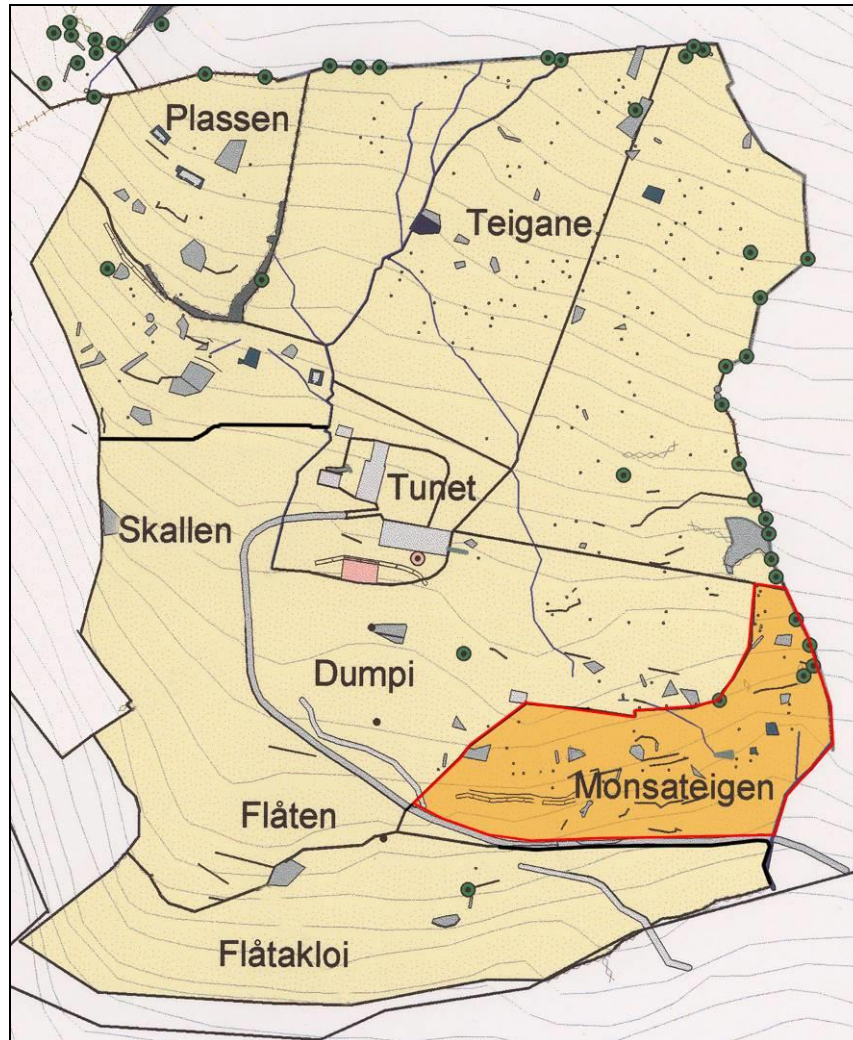 Plassen
Teigane
Tunet
Skallen
Dumpi
Monsateigen
Flåten
Flåtakloi